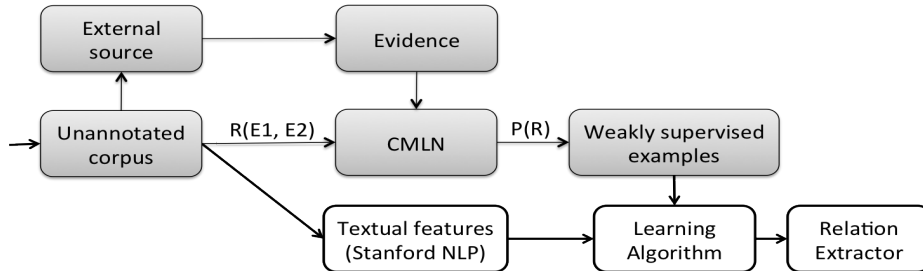 External
source
Evidence
Unannotated
corpus
R(E1, E2)
CMLN
P(R)
Weakly supervised
examples
Textual features
(Stanford NLP)
Learning
Algorithm
Relation
Extractor